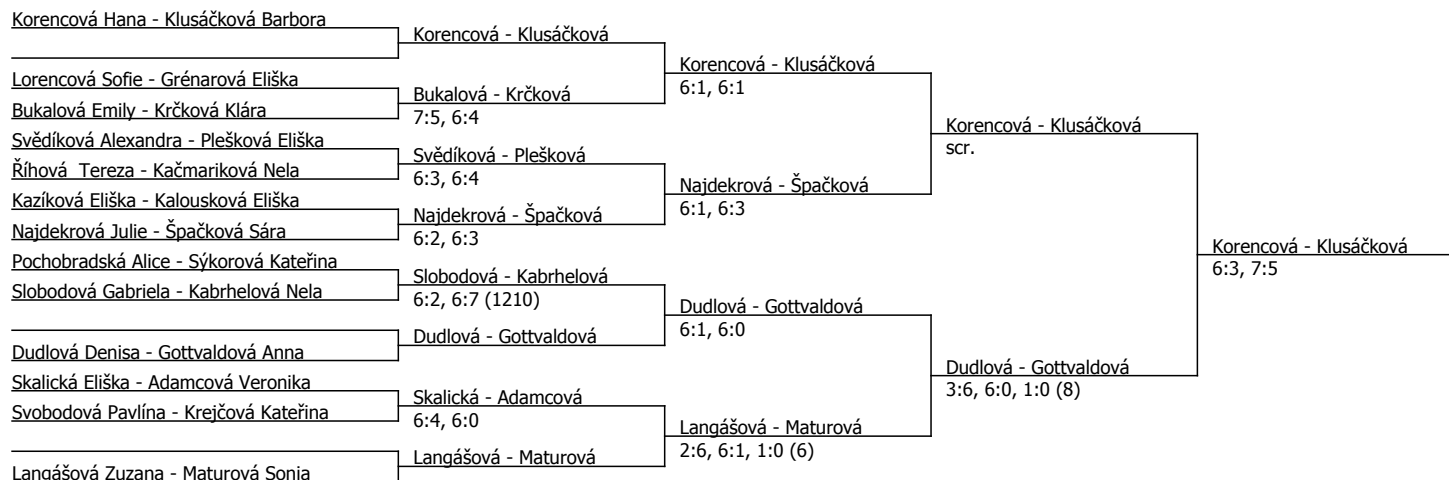 Korencová Hana - Klusáčková Barbora
Korencová - Klusáčková
Korencová - Klusáčková
6:1, 6:1
Lorencová Sofie - Grénarová Eliška
Bukalová - Krčková
7:5, 6:4
Bukalová Emily - Krčková Klára
Korencová - Klusáčková
scr.
Svědíková Alexandra - Plešková Eliška
Svědíková - Plešková
6:3, 6:4
Říhová  Tereza - Kačmariková Nela
Najdekrová - Špačková
6:1, 6:3
Kazíková Eliška - Kalousková Eliška
Najdekrová - Špačková
6:2, 6:3
Najdekrová Julie - Špačková Sára
Korencová - Klusáčková
6:3, 7:5
Pochobradská Alice - Sýkorová Kateřina
Slobodová - Kabrhelová
6:2, 6:7 (1210)
Slobodová Gabriela - Kabrhelová Nela
Dudlová - Gottvaldová
6:1, 6:0
Dudlová - Gottvaldová
Dudlová Denisa - Gottvaldová Anna
Dudlová - Gottvaldová
3:6, 6:0, 1:0 (8)
Skalická Eliška - Adamcová Veronika
Skalická - Adamcová
6:4, 6:0
Svobodová Pavlína - Krejčová Kateřina
Langášová - Maturová
2:6, 6:1, 1:0 (6)
Langášová - Maturová
Langášová Zuzana - Maturová Sonja